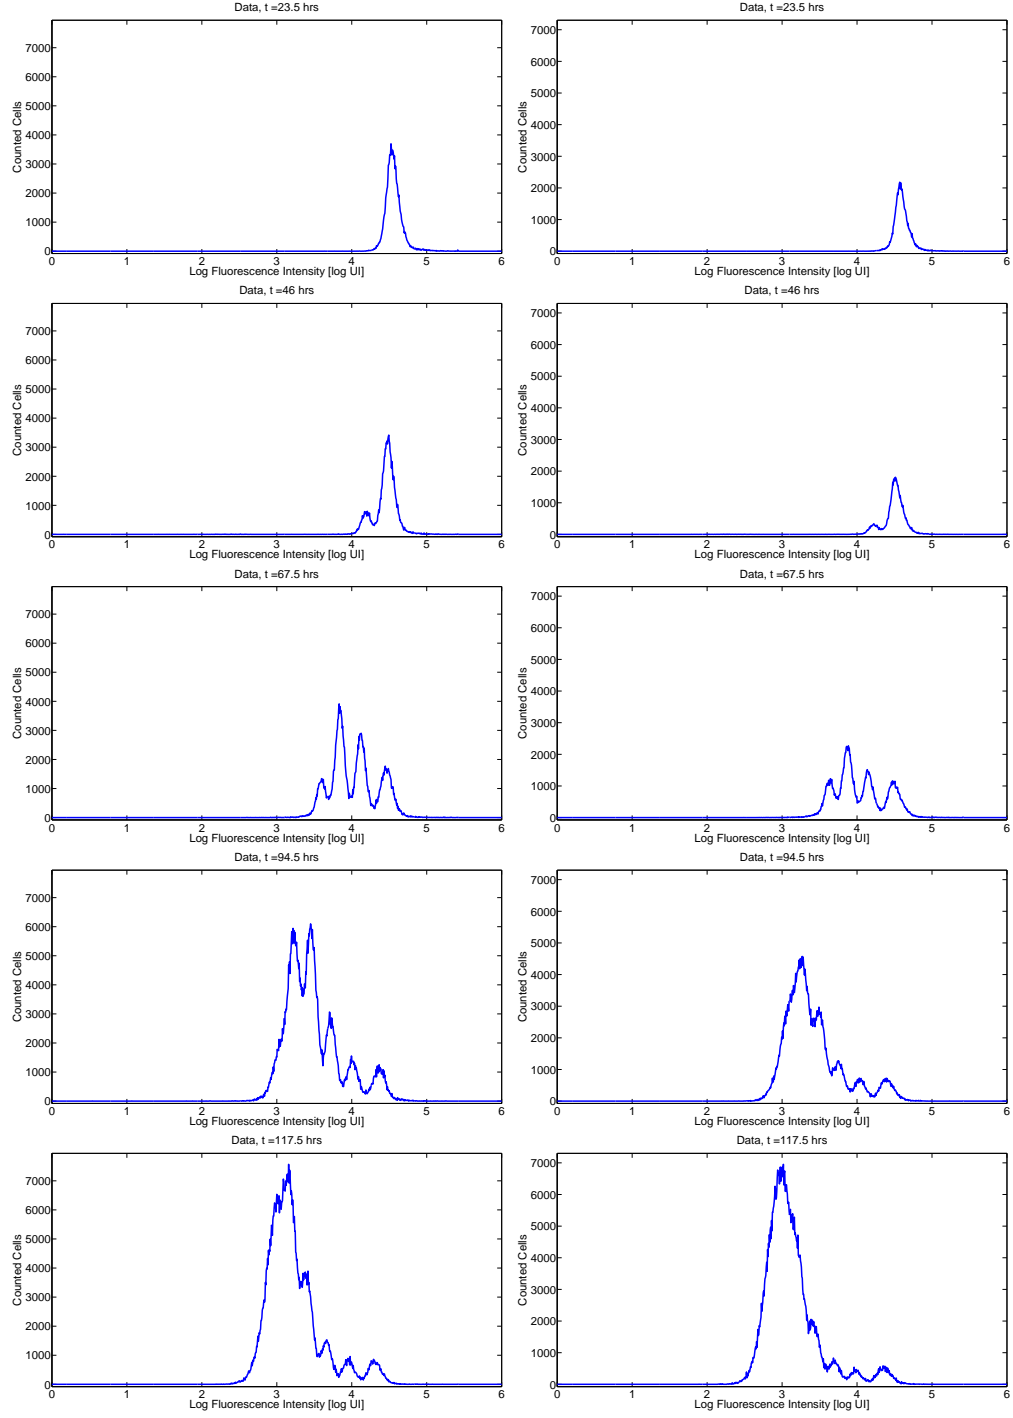 Data, t =23.5 hrs
7000
6000
5000
4000
3000
2000
1000
0
Counted Cells
0 1 2 3 4 5 6
Log Fluorescence Intensity [log UI]
Data, t =23.5 hrs
7000
6000
5000
4000
3000
2000
1000
0
Counted Cells
0 1 2 3 4 5 6
Log Fluorescence Intensity [log UI]
Data, t =46 hrs
7000
6000
5000
4000
3000
2000
1000
0
Counted Cells
0 1 2 3 4 5 6
Log Fluorescence Intensity [log UI]
Data, t =46 hrs
7000
6000
5000
4000
3000
2000
1000
0
Counted Cells
0 1 2 3 4 5 6
Log Fluorescence Intensity [log UI]
Data, t =67.5 hrs
7000
6000
5000
4000
3000
2000
1000
0
Counted Cells
0 1 2 3 4 5 6
Log Fluorescence Intensity [log UI]
Data, t =67.5 hrs
7000
6000
5000
4000
3000
2000
1000
0
Counted Cells
0 1 2 3 4 5 6
Log Fluorescence Intensity [log UI]
Data, t =94.5 hrs
7000
6000
5000
4000
3000
2000
1000
0
Counted Cells
0 1 2 3 4 5 6
Log Fluorescence Intensity [log UI]
Data, t =94.5 hrs
7000
6000
5000
4000
3000
2000
1000
0
Counted Cells
0 1 2 3 4 5 6
Log Fluorescence Intensity [log UI]
Data, t =117.5 hrs
7000
6000
5000
4000
3000
2000
1000
0
Counted Cells
0 1 2 3 4 5 6
Log Fluorescence Intensity [log UI]
Data, t =117.5 hrs
7000
6000
5000
4000
3000
2000
1000
0
Counted Cells
0 1 2 3 4 5 6
Log Fluorescence Intensity [log UI]